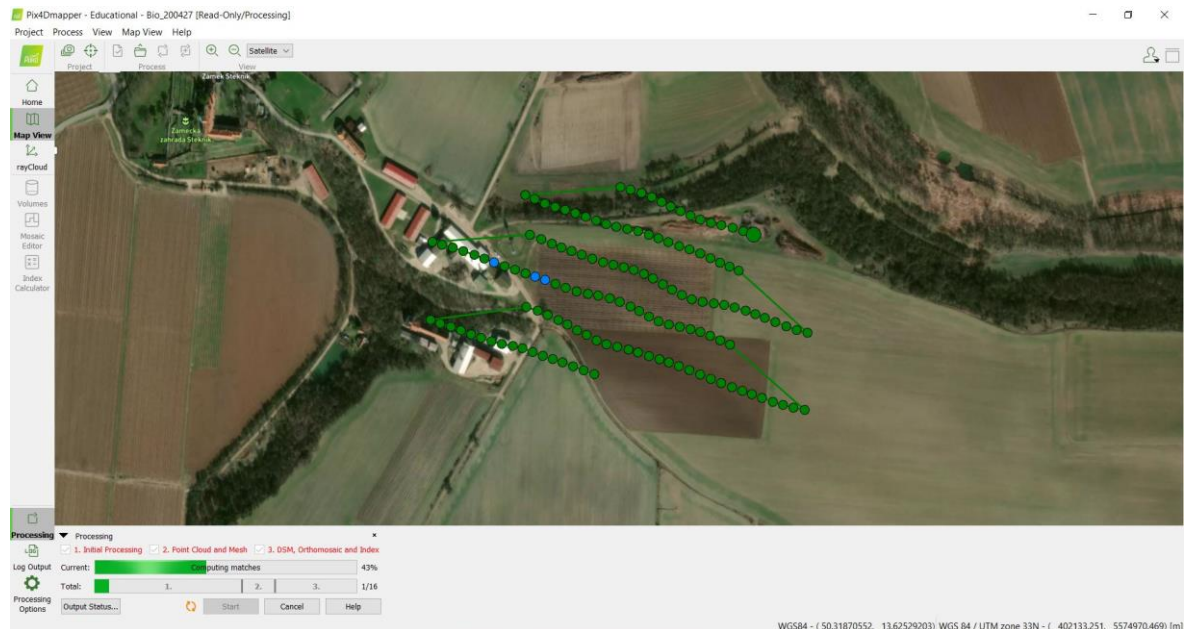 Pix4Dmapper - Educational - Bio_200427 [Read-Only/Processing]
Project Process View Map View Help
Satellite
Project Process View
Home
Map View
rayCloud
Volumes
Mosaic
Editor
Index
Calculator
Zámek Stekník
Zámecká
zahrada Stekník
Processing
Log Output
Processing
Options
Processing
1. Initial Processing 2. Point Cloud and Mesh 3. DSM, Orthomosaic and Index
Current: Computing matches 43%
Total: 1. 2. 3. 1/16
Output Status... Start Cancel Help
WGS84 - ( 50.31870552, 13.62529203) WGS 84 / UTM zone 33N - ( 402133.251, 5574970.469) [m]